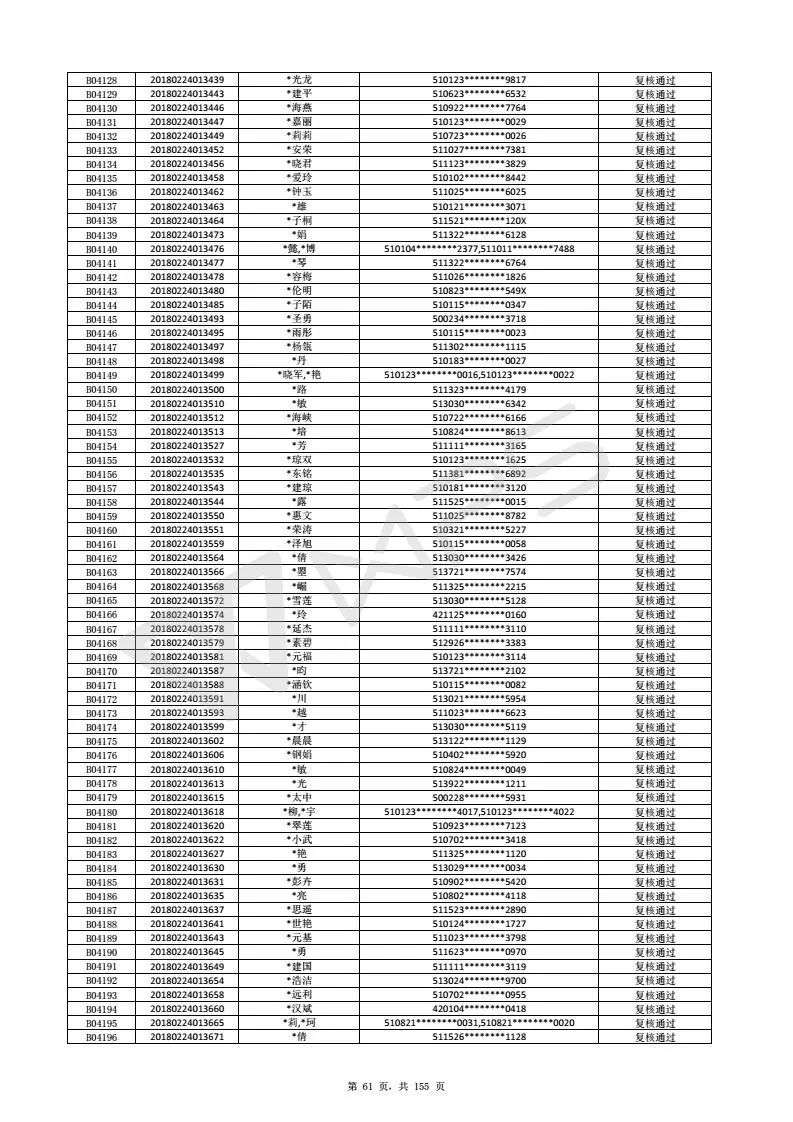 B04128 20180224013439 *光龙 510123********9817 复核通过
B04129 20180224013443 *建平 510623********6532 复核通过
B04130 20180224013446 *海燕 510922********7764 复核通过
B04131 20180224013447 *嘉丽 510123********0029 复核通过
B04132 20180224013449 *莉莉 510723********0026 复核通过
B04133 20180224013452 *安荣 511027********7381 复核通过
B04134 20180224013456 *晓君 511123********3829 复核通过
B04135 20180224013458 *爱玲 510102********8442 复核通过
B04136 20180224013462 *钟玉 511025********6025 复核通过
B04137 20180224013463 *雄 510121********3071 复核通过
B04138 20180224013464 *子桐 511521********120X 复核通过
B04139 20180224013473 *娟 511322********6128 复核通过
B04140 20180224013476 *懿,*博 510104********2377,511011********7488 复核通过
B04141 20180224013477 *琴 511322********6764 复核通过
B04142 20180224013478 *容梅 511026********1826 复核通过
B04143 20180224013480 *伦明 510823********549X 复核通过
B04144 20180224013485 *子陌 510115********0347 复核通过
B04145 20180224013493 *圣勇 500234********3718 复核通过
B04146 20180224013495 *雨彤 510115********0023 复核通过
B04147 20180224013497 *杨瓴 511302********1115 复核通过
B04148 20180224013498 *丹 510183********0027 复核通过
B04149 20180224013499 *晓军,*艳 510123********0016,510123********0022 复核通过
B04150 20180224013500 *路 511323********4179 复核通过
B04151 20180224013510 *敏 513030********6342 复核通过
B04152 20180224013512 *海峡 510722********6166 复核通过
B04153 20180224013513 *培 510824********8613 复核通过
B04154 20180224013527 *芳 511111********3165 复核通过
B04155 20180224013532 *琼双 510123********1625 复核通过
B04156 20180224013535 *东铭 511381********6892 复核通过
B04157 20180224013543 *建琼 510181********3120 复核通过
B04158 20180224013544 *露 511525********0015 复核通过
B04159 20180224013550 *惠文 511025********8782 复核通过
B04160 20180224013551 *荣涛 510321********5227 复核通过
B04161 20180224013559 *泽旭 510115********0058 复核通过
B04162 20180224013564 *倩 513030********3426 复核通过
B04163 20180224013566 * 513721********7574 复核通过
B04164 20180224013568 *崛 511325********2215 复核通过
B04165 20180224013572 *雪莲 513030********5128 复核通过
B04166 20180224013574 *玲 421125********0160 复核通过
B04167 20180224013578 *延杰 511111********3110 复核通过
B04168 20180224013579 *素碧 512926********3383 复核通过
B04169 20180224013581 *元福 510123********3114 复核通过
B04170 20180224013587 *昀 513721********2102 复核通过
B04171 20180224013588 *涵钦 510115********0082 复核通过
B04172 20180224013591 *川 513021********5954 复核通过
B04173 20180224013593 *越 511023********6623 复核通过
B04174 20180224013599 *才 513030********5119 复核通过
B04175 20180224013602 *晨晨 513122********1129 复核通过
B04176 20180224013606 *钢娟 510402********5920 复核通过
B04177 20180224013610 *敏 510824********0049 复核通过
B04178 20180224013613 *光 513922********1211 复核通过
B04179 20180224013615 *太中 500228********5931 复核通过
B04180 20180224013618 *柳,*宇 510123********4017,510123********4022 复核通过
B04181 20180224013620 *翠莲 510923********7123 复核通过
B04182 20180224013622 *小武 510702********3418 复核通过
B04183 20180224013627 *艳 511325********1120 复核通过
B04184 20180224013630 *勇 513029********0034 复核通过
B04185 20180224013631 *彭卉 510902********5420 复核通过
B04186 20180224013635 *亮 510802********4118 复核通过
B04187 20180224013637 *思遥 511523********2890 复核通过
B04188 20180224013641 *世艳 510124********1727 复核通过
B04189 20180224013643 *元基 511023********3798 复核通过
B04190 20180224013645 *勇 511623********0970 复核通过
B04191 20180224013649 *建国 511111********3119 复核通过
B04192 20180224013654 *浩洁 513024********9700 复核通过
B04193 20180224013658 *远利 510702********0955 复核通过
B04194 20180224013660 *汉斌 420104********0418 复核通过
B04195 20180224013665 *莉,*珂 510821********0031,510821********0020 复核通过
B04196 20180224013671 *倩 511526********1128 复核通过
WPS
第 61 页，共 155 页